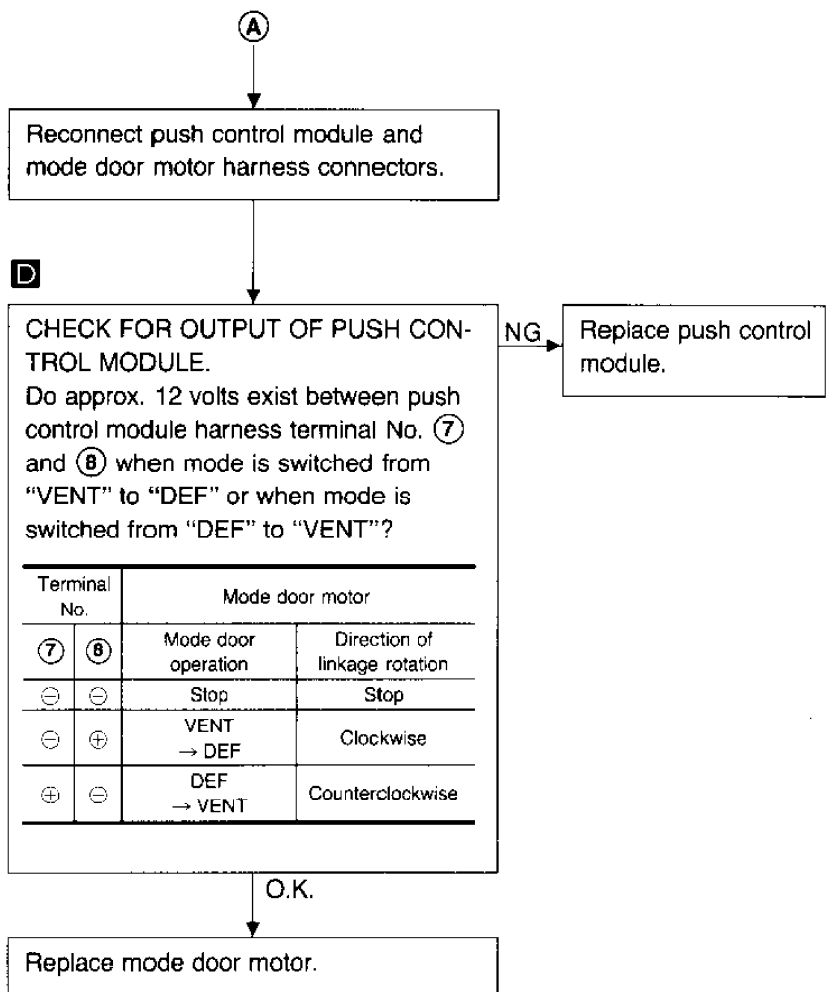 A
Reconnect push control module and
mode door motor harness connectors.
D
CHECK FOR OUTPUT OF PUSH CON-
TROL MODULE.
Do approx. 12 volts exist between push
control module harness terminal No. ⑦
and ⑧ when mode is switched from
“VENT” to “DEF” or when mode is
switched from “DEF” to “VENT”?
NG
Replace push control
module.
Terminal
No.
Mode door motor
⑦ ⑧
Mode door
operation
Direction of
linkage rotation
⊖ ⊖ Stop Stop
⊖ ⊕ VENT
→ DEF
Clockwise
⊕ ⊖ DEF
→ VENT
Counterclockwise
O.K.
Replace mode door motor.